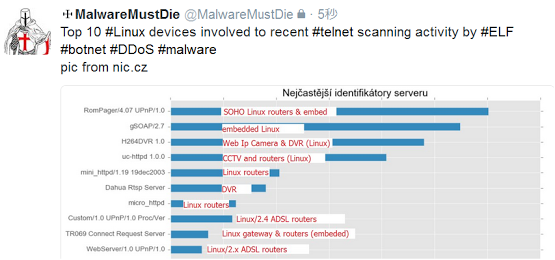 MalwareMustDie @MalwareMustDie · 5秒
Top 10 #Linux devices involved to recent #telnet scanning activity by #ELF
#botnet #DDoS #malware
pic from nic.cz
Nejčastější identifikátory serveru
RomPager/4.07 UPnP/1.0 SOHO Linux routers & embed
gSOAP/2.7 embedded Linux
H264DVR 1.0 Web Ip Camera & DVR (Linux)
uc-httpd 1.0.0 CCTV and routers (Linux)
mini_httpd/1.19 19dec2003 Linux routers
Dahua Rtsp Server DVR
micro_httpd Linux routers
Custom/1.0 UPnP/1.0 Proc/Ver Linux/2.4 ADSL routers
TR069 Connect Request Server Linux gateway & routers (embeded)
WebServer/1.0 UPnP/1.0 Linux/2.x ADSL routers